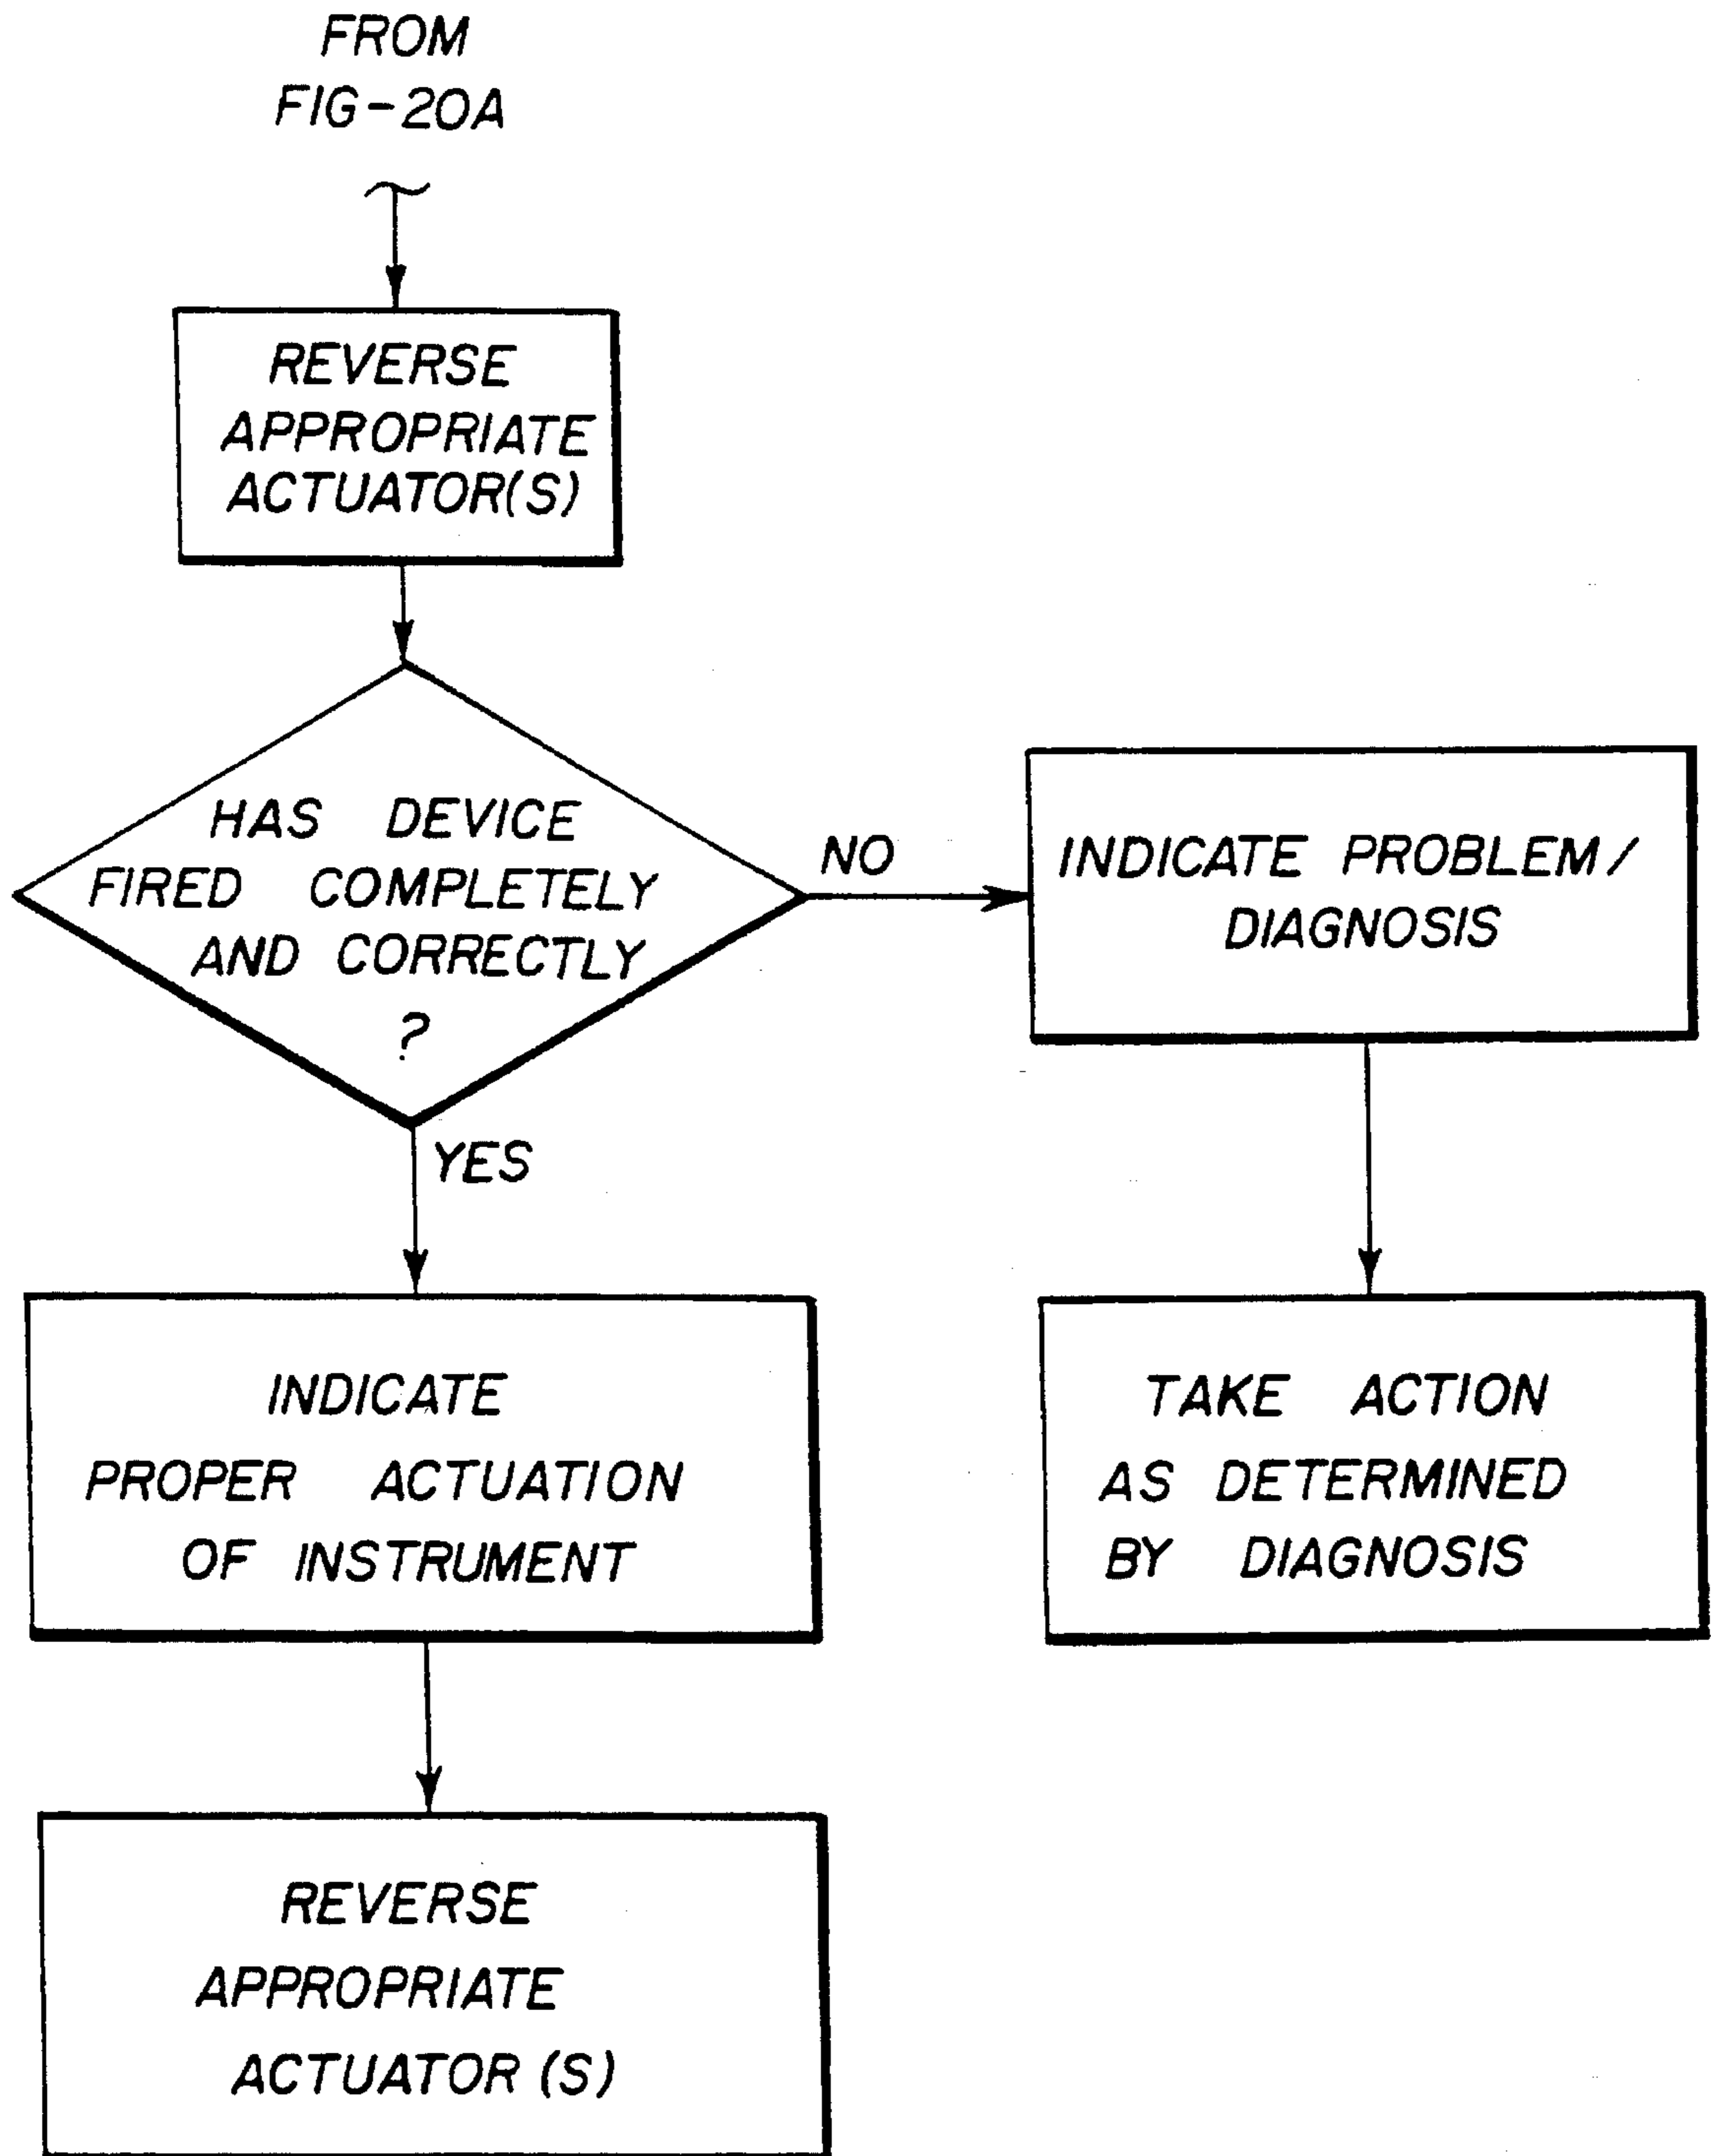 FROM
FIG-20A
REVERSE
APPROPRIATE
ACTUATOR(S)
HAS DEVICE
FIRED COMPLETELY
AND CORRECTLY
?
NO
INDICATE PROBLEM/
DIAGNOSIS
YES
INDICATE
PROPER ACTUATION
OF INSTRUMENT
TAKE ACTION
AS DETERMINED
BY DIAGNOSIS
REVERSE
APPROPRIATE
ACTUATOR (S)